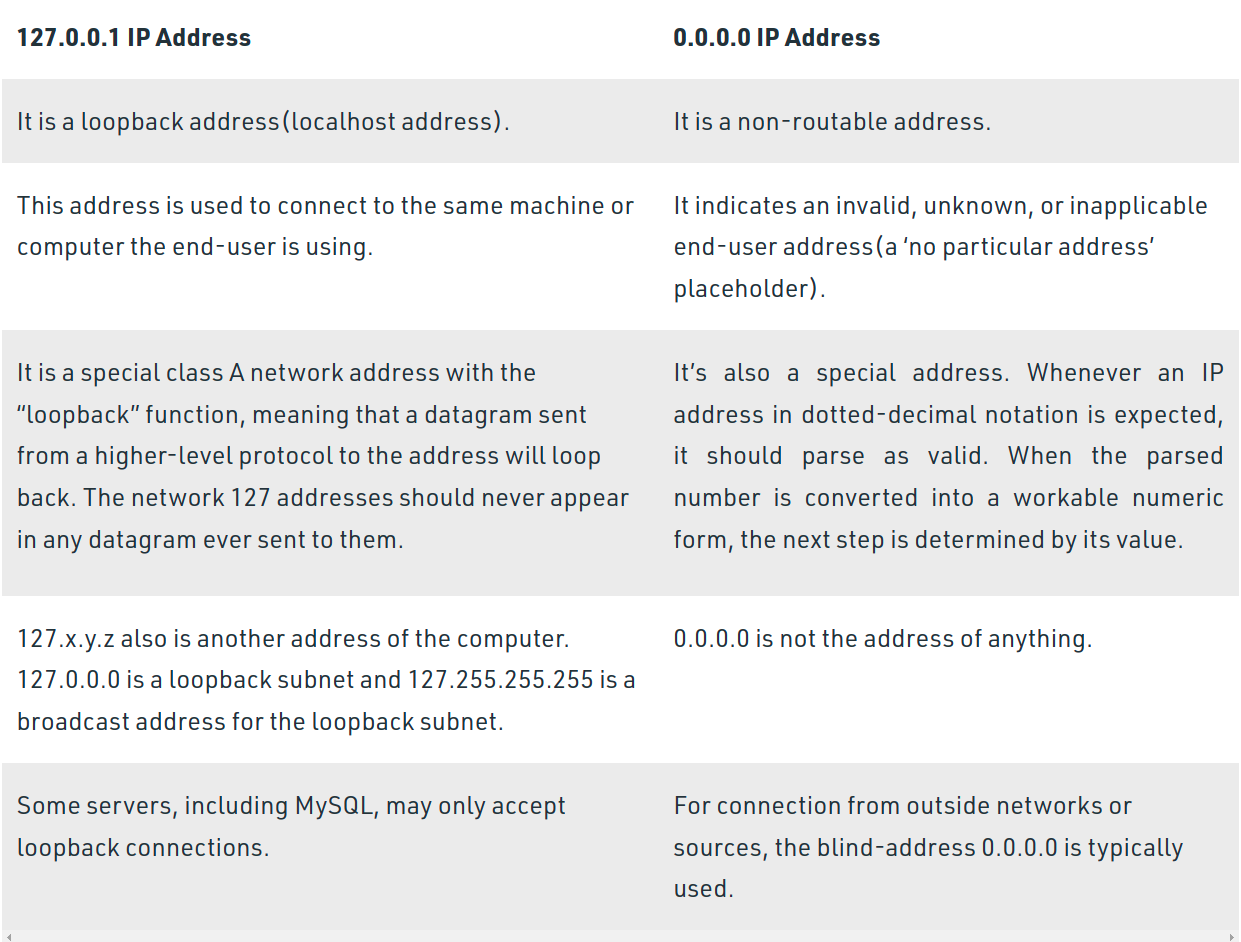 127.0.0.1 IP Address
0.0.0.0 IP Address
It is a loopback address(localhost address).
It is a non-routable address.
This address is used to connect to the same machine or
computer the end-user is using.
It indicates an invalid, unknown, or inapplicable
end-user address(a ‘no particular address’
placeholder).
It is a special class A network address with the
“loopback” function, meaning that a datagram sent
from a higher-level protocol to the address will loop
back. The network 127 addresses should never appear
in any datagram ever sent to them.
It’s also a special address. Whenever an IP
address in dotted-decimal notation is expected,
it should parse as valid. When the parsed
number is converted into a workable numeric
form, the next step is determined by its value.
127.x.y.z also is another address of the computer.
127.0.0.0 is a loopback subnet and 127.255.255.255 is a
broadcast address for the loopback subnet.
0.0.0.0 is not the address of anything.
Some servers, including MySQL, may only accept
loopback connections.
For connection from outside networks or
sources, the blind-address 0.0.0.0 is typically
used.